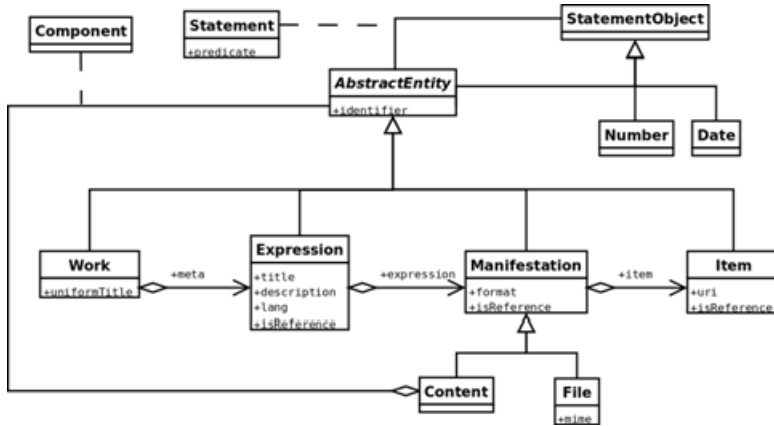 StatementObject
Component
Statement
+predicate
AbstractEntity
+identifier
Number
Date
Work
+uniformTitle
+meta
Expression
+title
+description
+lang
+isReference
+expression
Manifestation
+format
+isReference
+item
Item
+uri
+isReference
Content
File
+mime